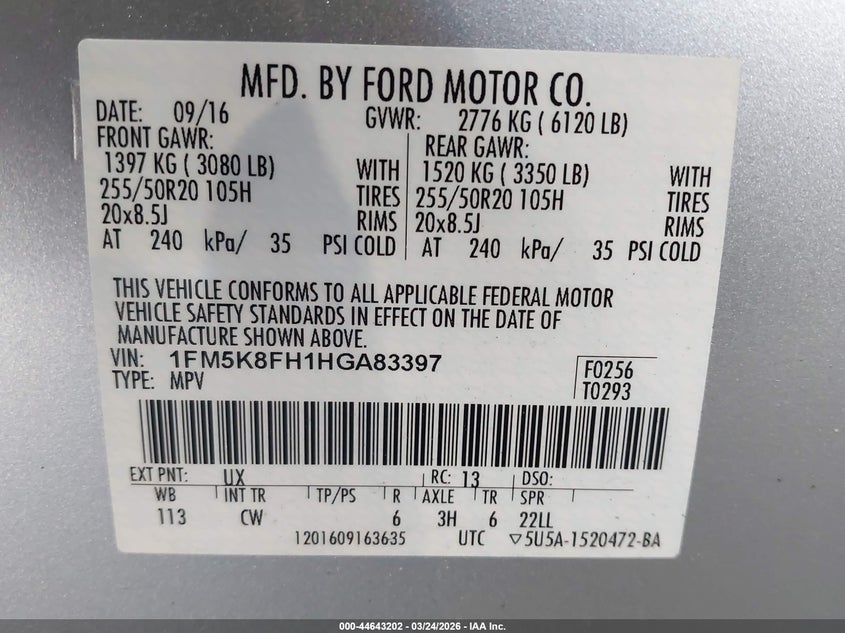 MFD. BY FORD MOTOR CO.
DATE: 09/16 GVWR: 2776 KG ( 6120 LB)
FRONT GAWR: REAR GAWR:
1397 KG ( 3080 LB) WITH 1520 KG ( 3350 LB) WITH
255/50R20 105H TIRES 255/50R20 105H TIRES
20x8.5J RIMS 20x8.5J RIMS
AT 240 kPa/ 35 PSI COLD AT 240 kPa/ 35 PSI COLD
THIS VEHICLE CONFORMS TO ALL APPLICABLE FEDERAL MOTOR
VEHICLE SAFETY STANDARDS IN EFFECT ON THE DATE OF
MANUFACTURE SHOWN ABOVE.
VIN: 1FM5K8FH1HGA83397 F0256
TYPE: MPV T0293
EXT PNT: UX RC: 13 DSO:
WB INT TR TP/PS R AXLE TR SPR
113 CW 6 3H 6 22LL
1201609163635 UTC ▽5U5A-1520472-BA
000-44643202 - 03/24/2026 - IAA Inc.